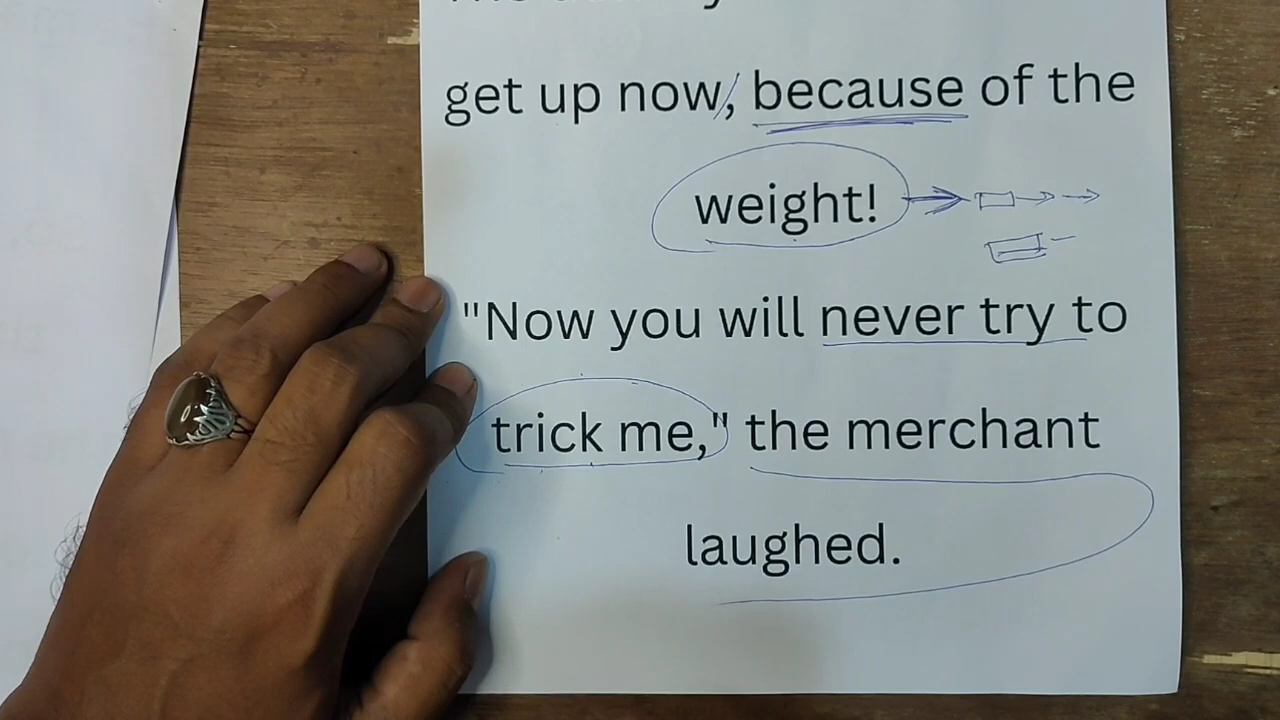 get up now, because of the
weight!
"Now you will never try to
trick me," the merchant
laughed.